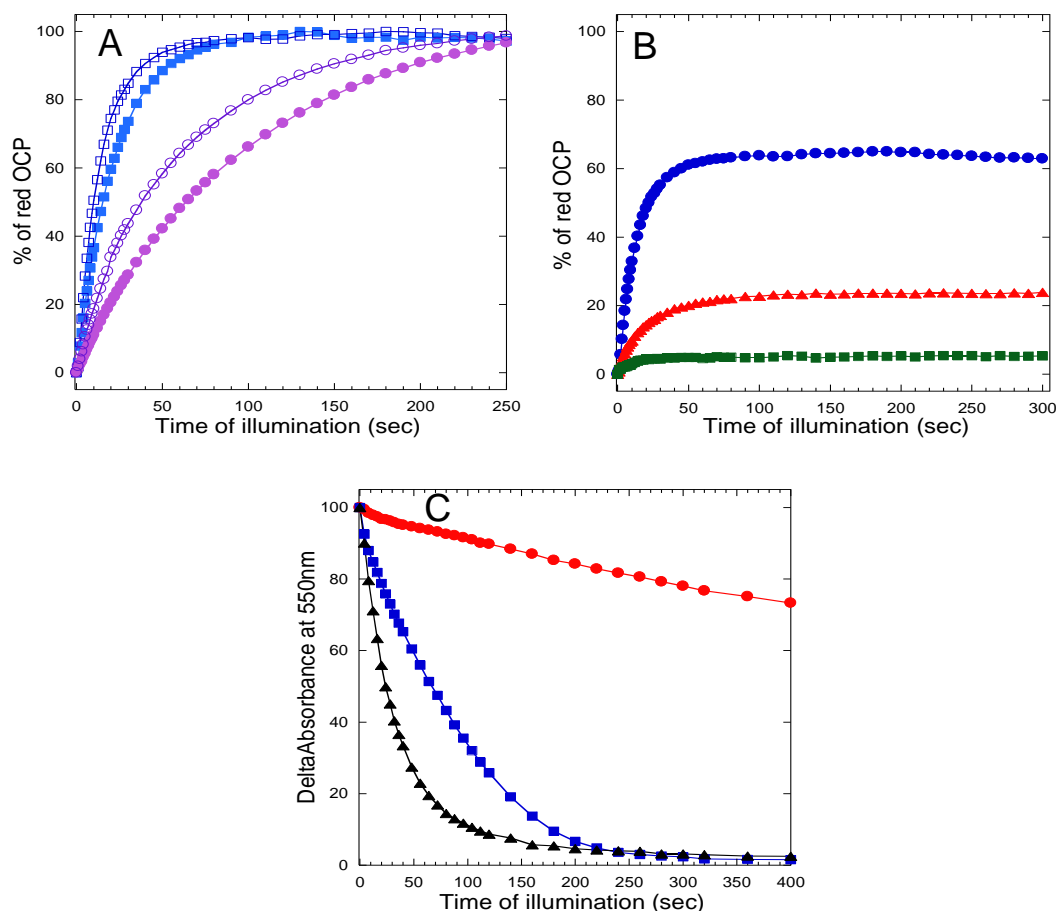 A
% of red OCP
100
80
60
40
20
0
0 50 100 150 200 250
Time of illumination (sec)
B
% of red OCP
100
80
60
40
20
0
0 50 100 150 200 250 300
Time of illumination (sec)
C
DeltaAbsorbance at 550nm
100
80
60
40
20
0
0 50 100 150 200 250 300 350 400
Time of illumination (sec)